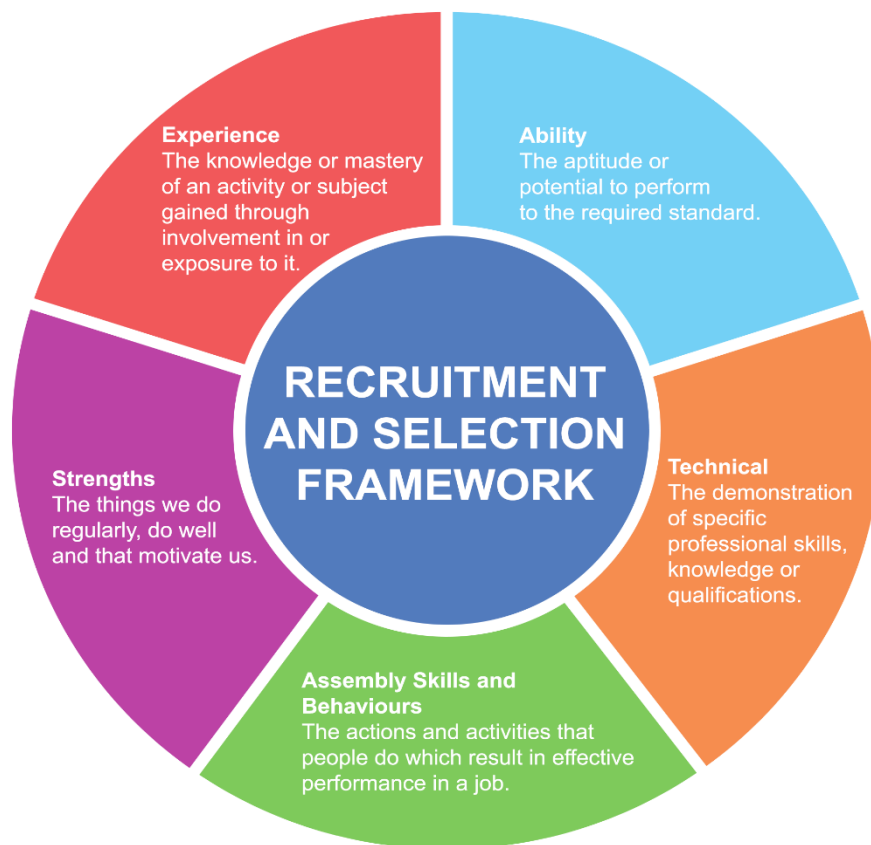 Experience
The knowledge or mastery
of an activity or subject
gained through
involvement in or
exposure to it.
Ability
The aptitude or
potential to perform
to the required standard.
RECRUITMENT
AND SELECTION
FRAMEWORK
Strengths
The things we do
regularly, do well
and that motivate us.
Technical
The demonstration
of specific
professional skills,
knowledge or
qualifications.
Assembly Skills and
Behaviours
The actions and activities that
people do which result in effective
performance in a job.